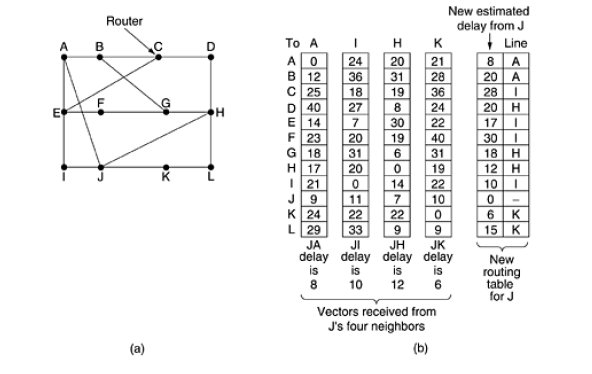 Router
A B C D
E F G H
I J K L
(a)
New estimated
delay from J
To A I H K Line
A 0 24 20 21 8 A
B 12 36 31 28 20 A
C 25 18 19 36 28 I
D 40 27 8 24 20 H
E 14 7 30 22 17 I
F 23 20 19 40 30 I
G 18 31 6 31 18 H
H 17 20 0 19 12 H
I 21 0 14 22 10 I
J 9 11 7 10 0 –
K 24 22 22 0 6 K
L 29 33 9 9 15 K
JA JI JH JK
delay delay delay delay
is is is is
8 10 12 6
New
routing
table
for J
Vectors received from
J's four neighbors
(b)